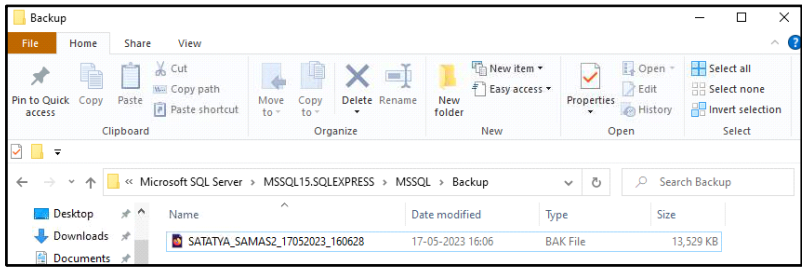 Backup
File Home Share View
Pin to Quick access
Copy
Paste
Cut
Copy path
Paste shortcut
Clipboard
Move to
Copy to
Delete
Rename
Organize
New folder
New item
Easy access
New
Properties
Open
Edit
History
Open
Select all
Select none
Invert selection
Select
« Microsoft SQL Server > MSSQL15.SQLEXPRESS > MSSQL > Backup
Search Backup
Desktop
Downloads
Documents
Name Date modified Type Size
SATATYA_SAMAS2_17052023_160628 17-05-2023 16:06 BAK File 13,529 KB